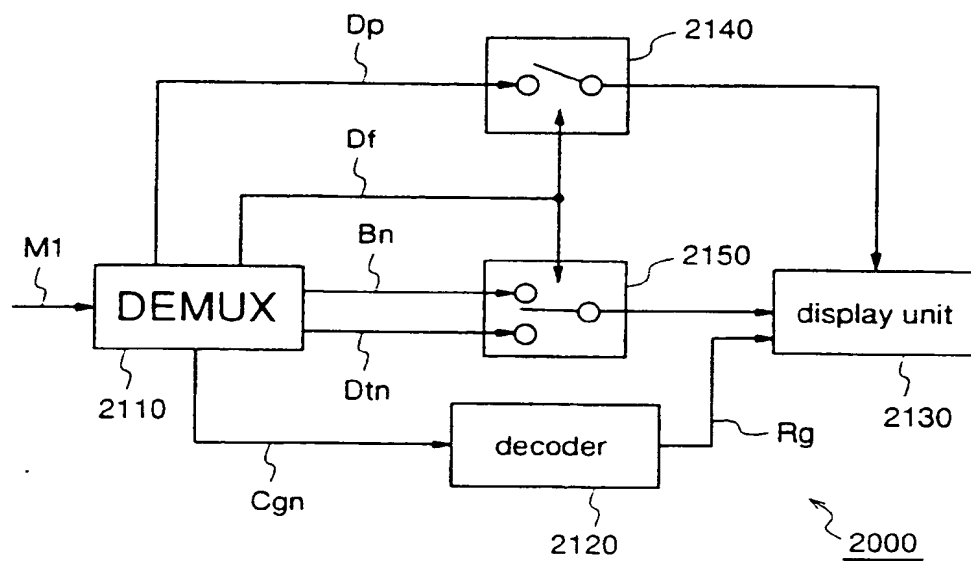 Dp
2140
Df
M1
Bn
2150
DEMUX
display unit
2110
Dtn
2130
decoder
Rg
Cgn
2120
2000